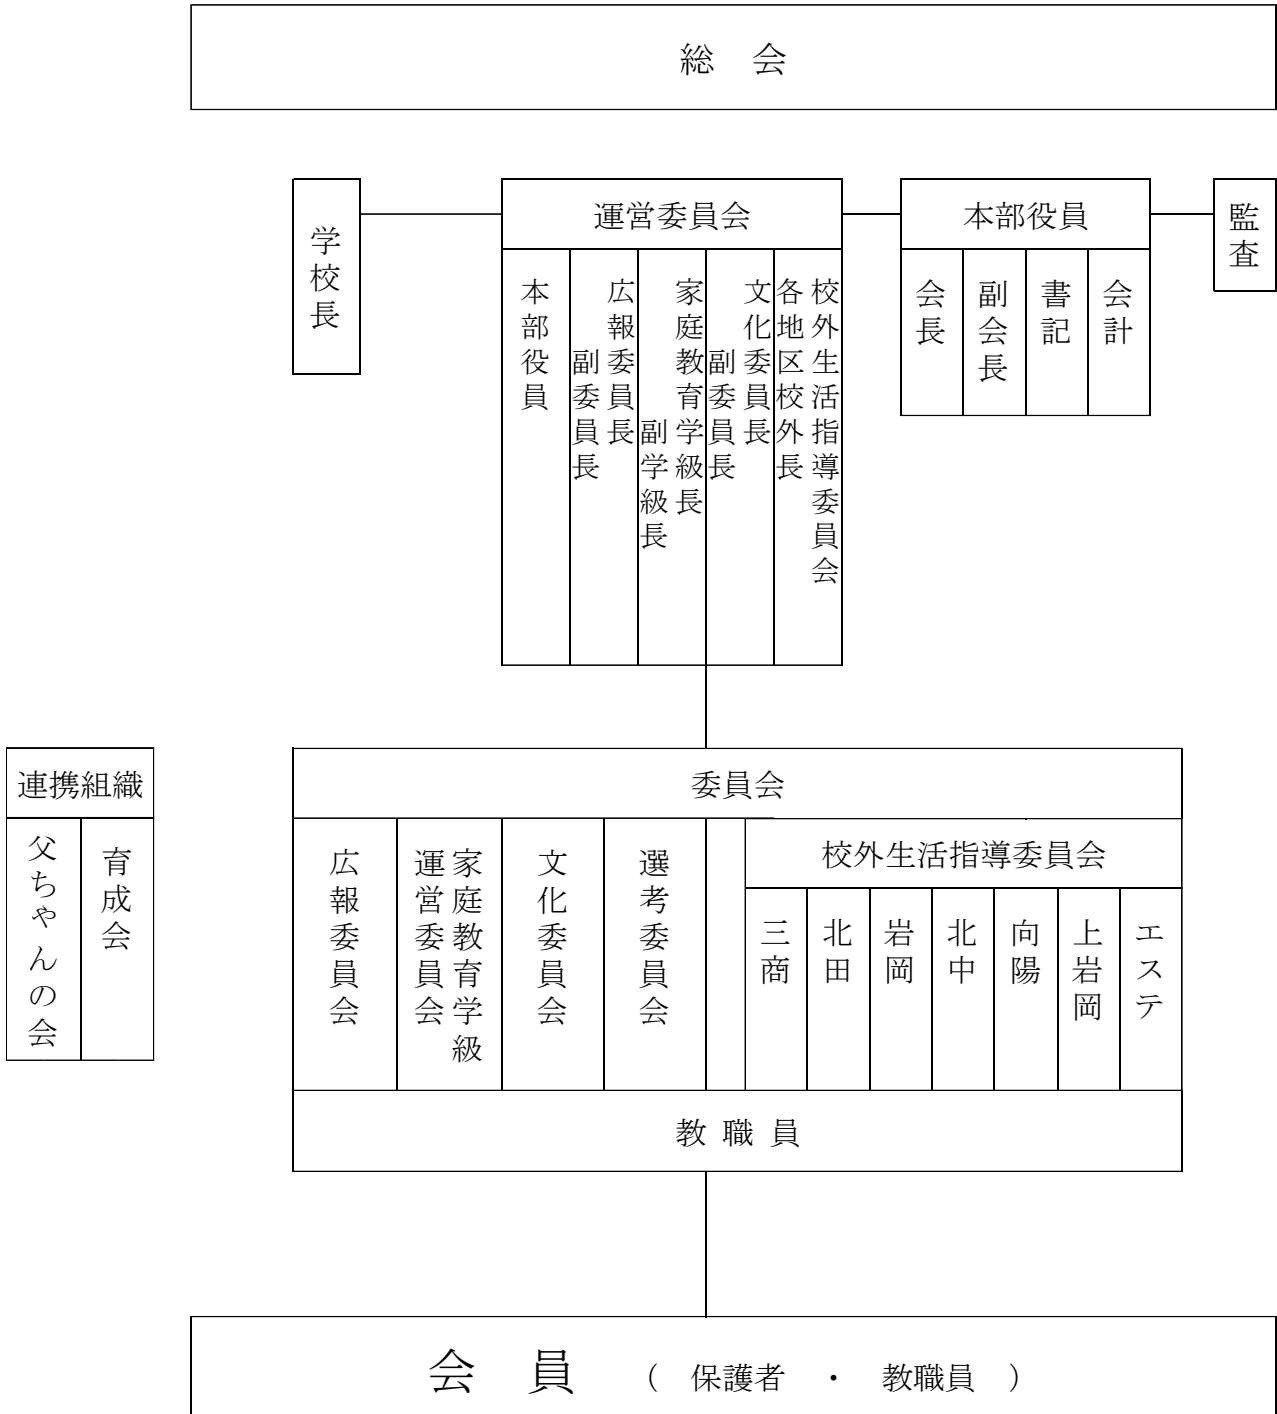 総　会
学校長
運営委員会
本部役員
広報委員長
副委員長
家庭教育学級長
副学級長
文化委員長
副委員長
校外生活指導委員会
各地区校外長
本部役員
会長
副会長
書記
会計
監査
連携組織
父ちゃんの会
育成会
委員会
広報委員会
家庭教育学級
運営委員会
文化委員会
選考委員会
校外生活指導委員会
三商
北田
岩岡
北中
向陽
上岩岡
エステ
教 職 員
会　員　（　保護者　・　教職員　）